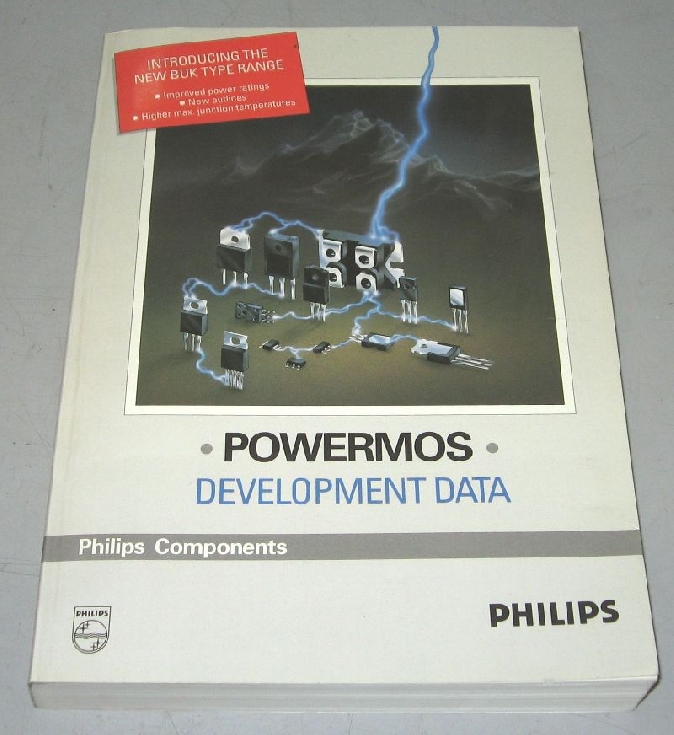 INTRODUCING THE
NEW BUK TYPE RANGE
• Improved power ratings
• New outlines
• Higher max. junction temperatures
• POWERMOS •
DEVELOPMENT DATA
Philips Components
PHILIPS
PHILIPS